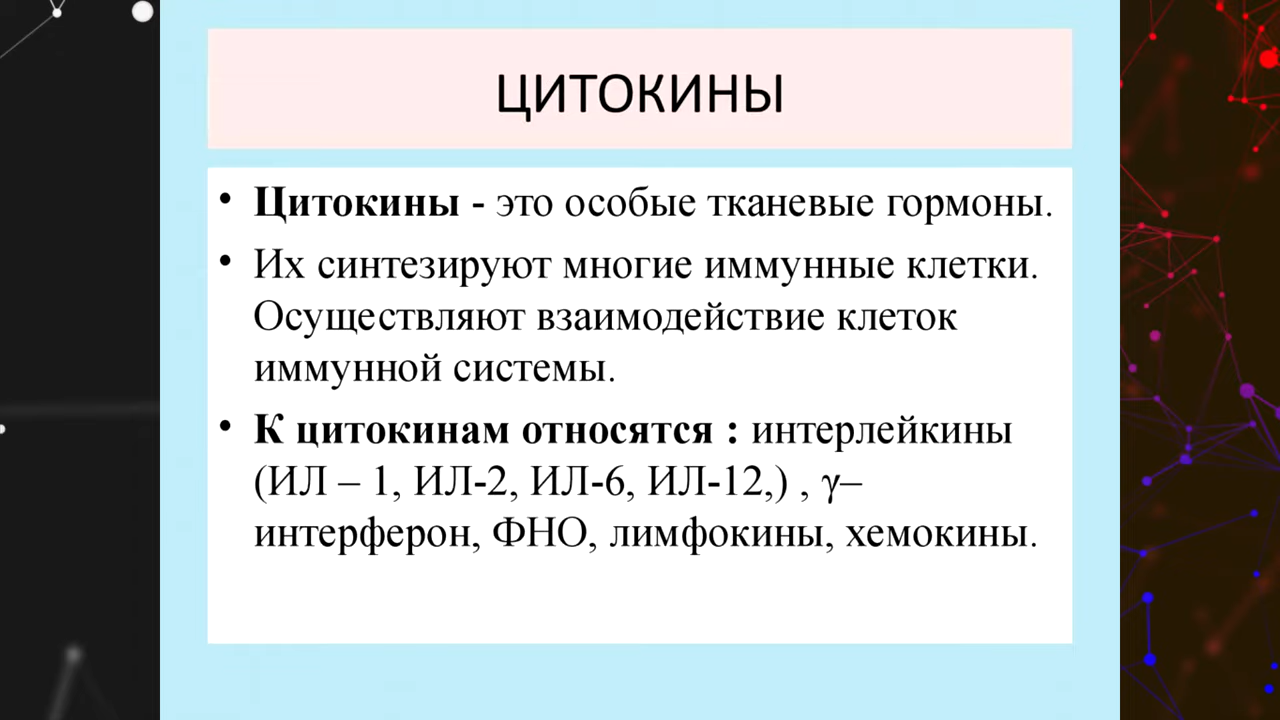 ЦИТОКИНЫ
• Цитокины - это особые тканевые гормоны.
• Их синтезируют многие иммунные клетки.
Осуществляют взаимодействие клеток
иммунной системы.
• К цитокинам относятся : интерлейкины
(ИЛ – 1, ИЛ-2, ИЛ-6, ИЛ-12,) , γ–
интерферон, ФНО, лимфокины, хемокины.